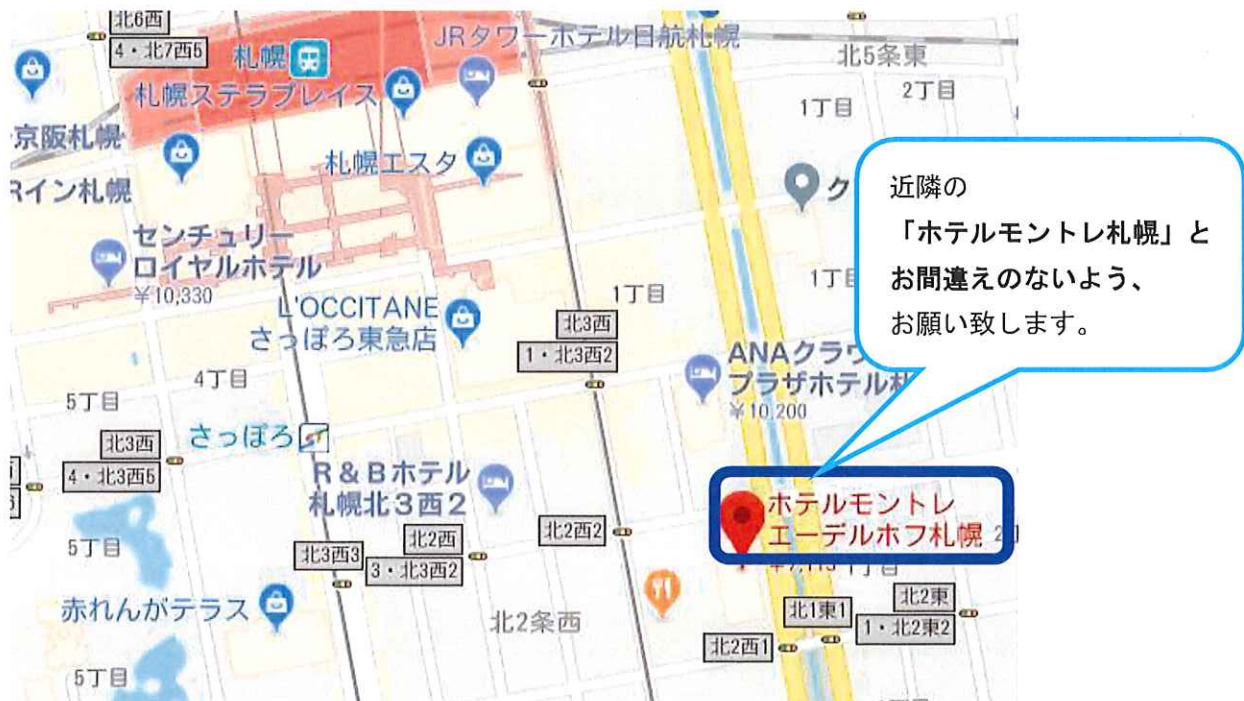 北6西
4・北7西5
札幌
JRタワーホテル日航札幌
北5条東
2丁目
札幌ステラプレイス
1丁目
京阪札幌
札幌エスタ
Rイン札幌
ク
近隣の
「ホテルモントレ札幌」と
お間違えのないよう、
お願い致します。
センチュリー
ロイヤルホテル
¥10,330
1丁目
1丁目
L'OCCITANE
さっぽろ東急店
北3西
1・北3西2
ANAクラウ
プラザホテル札
¥10,200
4丁目
5丁目
北3西
4・北3西5
さっぽろ
R&Bホテル
札幌北3西2
ホテルモントレ
エーデルホフ札幌
北2西2
北2西
3・北3西2
北3西3
5丁目
1丁目
赤れんがテラス
北2条西
北1東1
北2東
1・北2東2
北2西1
5丁目